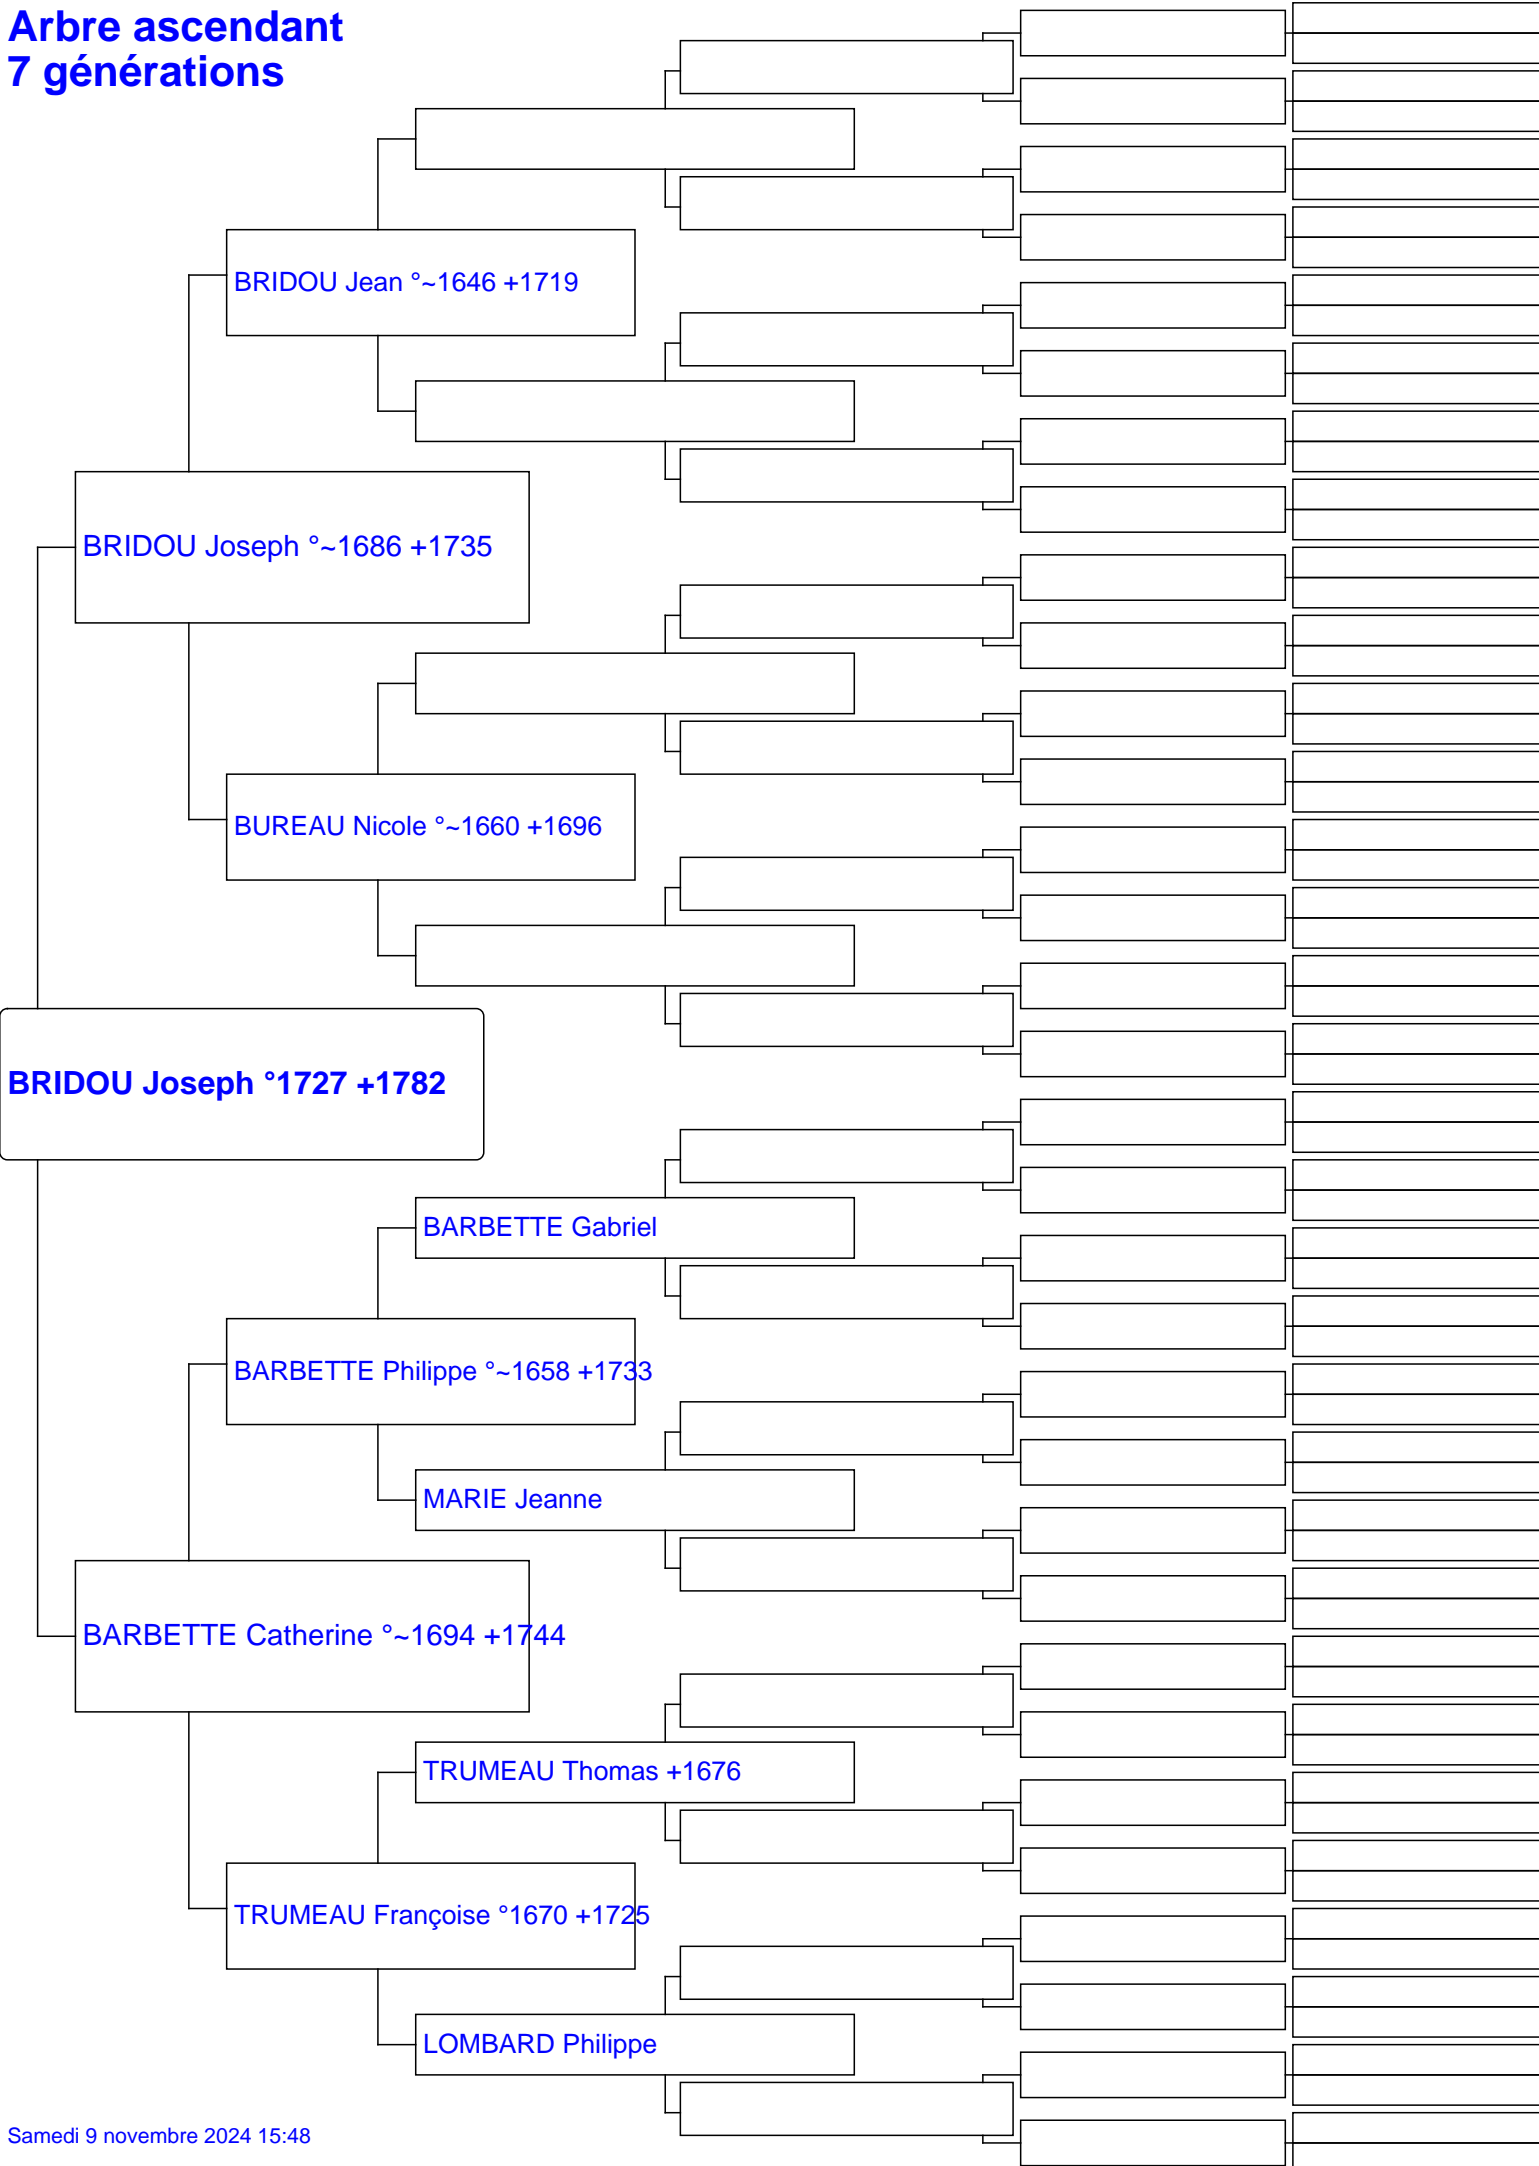 Arbre ascendant
7 générations
BRIDOU Jean °~1646 +1719
BRIDOU Joseph °~1686 +1735
BUREAU Nicole °~1660 +1696
BRIDOU Joseph °1727 +1782
BARBETTE Gabriel
BARBETTE Philippe °~1658 +1733
MARIE Jeanne
BARBETTE Catherine °~1694 +1744
TRUMEAU Thomas +1676
TRUMEAU Françoise °1670 +1725
LOMBARD Philippe
Samedi 9 novembre 2024 15:48